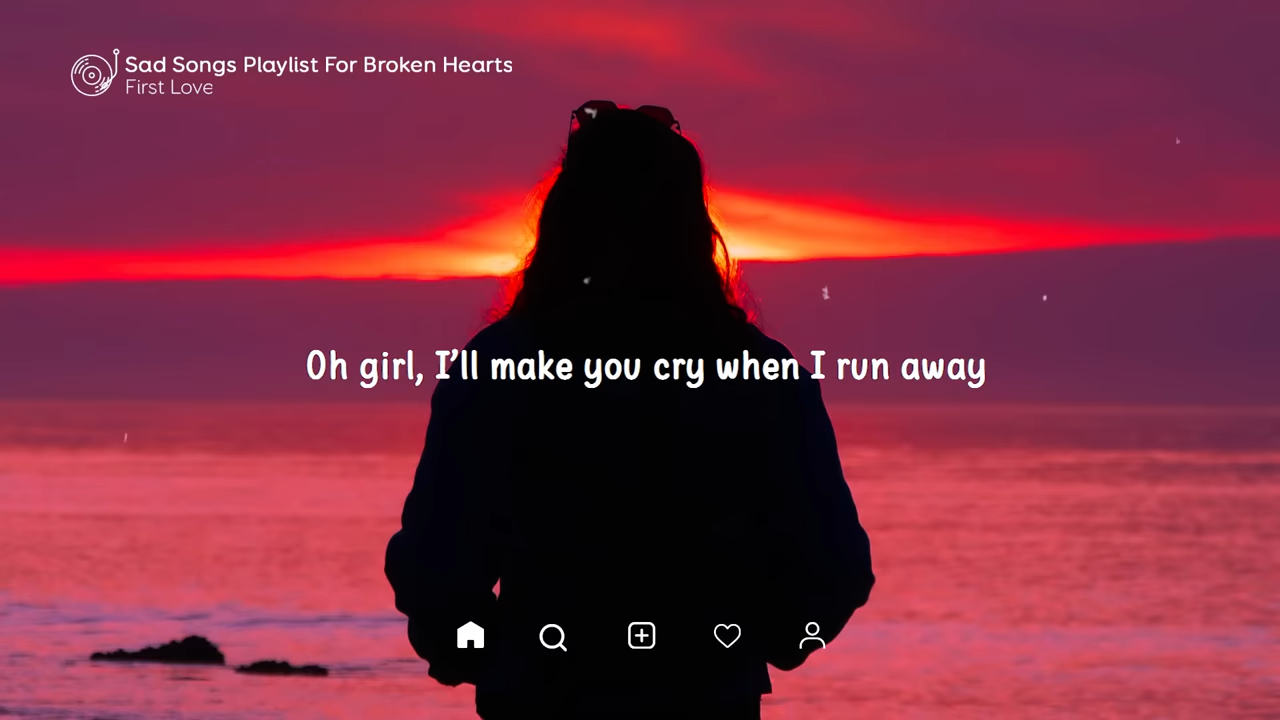 Sad Songs Playlist For Broken Hearts
First Love
Oh girl, I'll make you cry when I run away